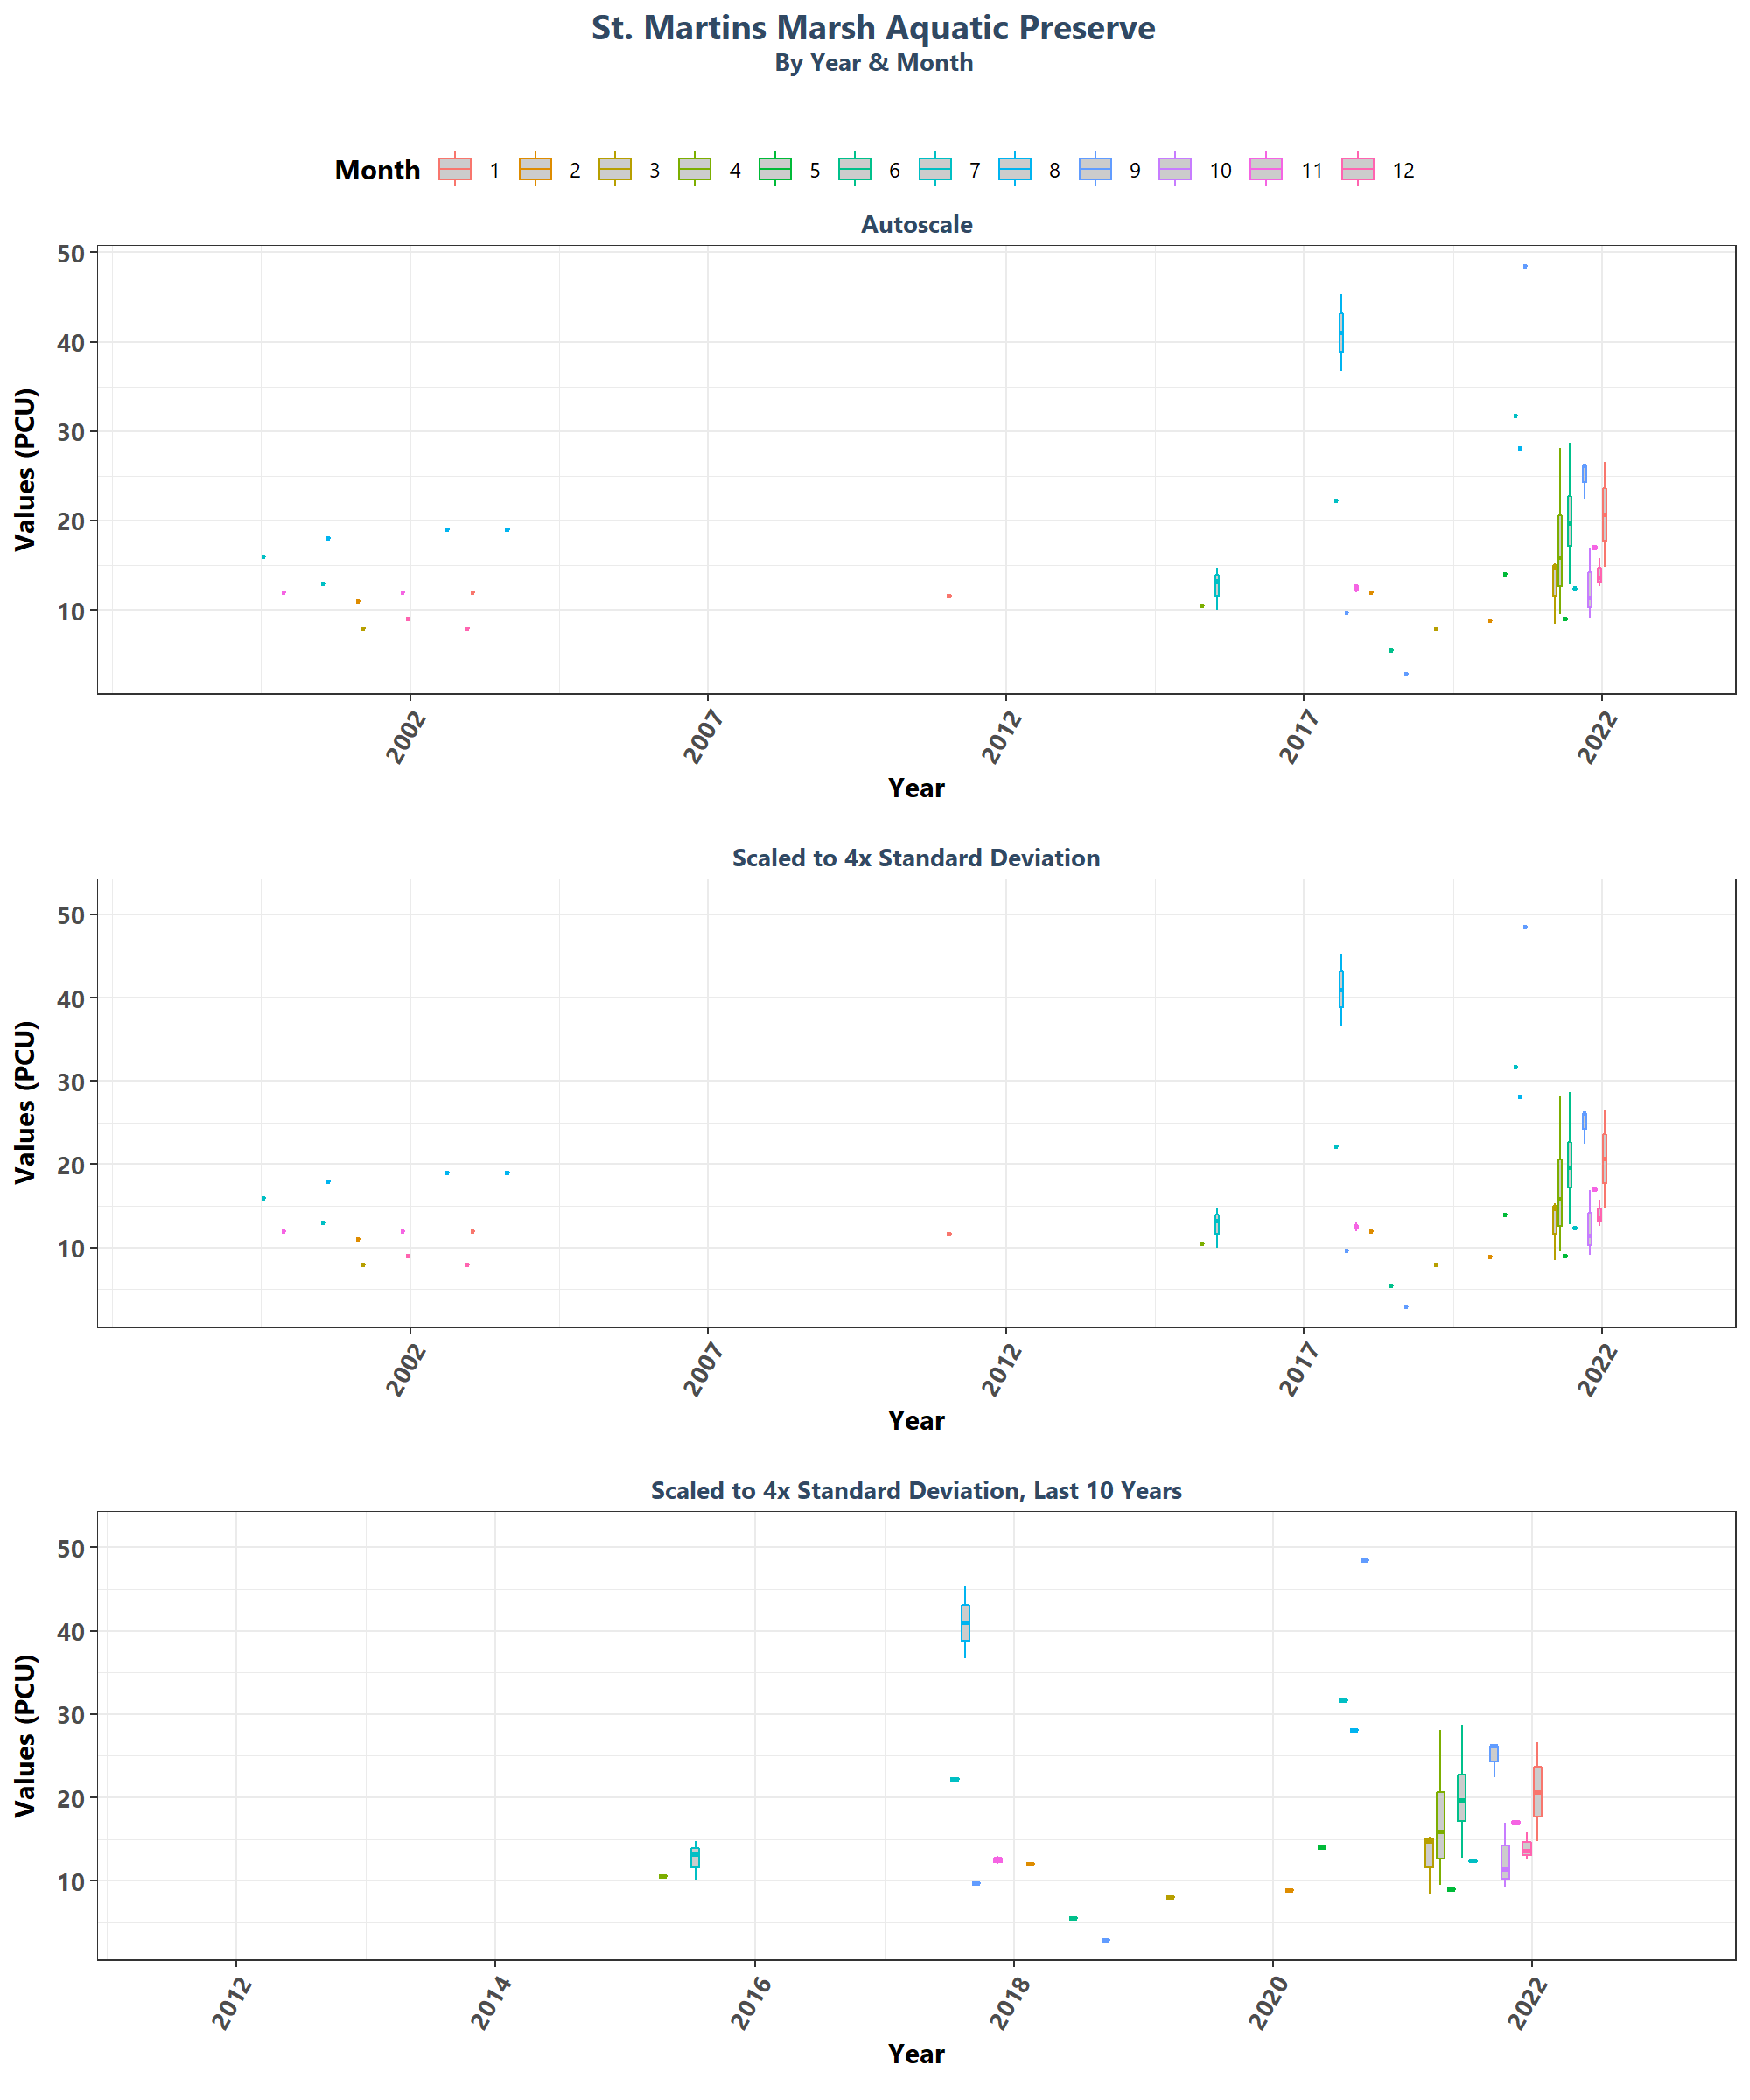 St. Martins Marsh Aquatic Preserve
By Year & Month
Month 1 2 3 4 5 6 7 8 9 10 11 12
Autoscale
Values (PCU)
50
40
30
20
10
2002 2007 2012 2017 2022
Year
Scaled to 4x Standard Deviation
Values (PCU)
50
40
30
20
10
2002 2007 2012 2017 2022
Year
Scaled to 4x Standard Deviation, Last 10 Years
Values (PCU)
50
40
30
20
10
2012 2014 2016 2018 2020 2022
Year